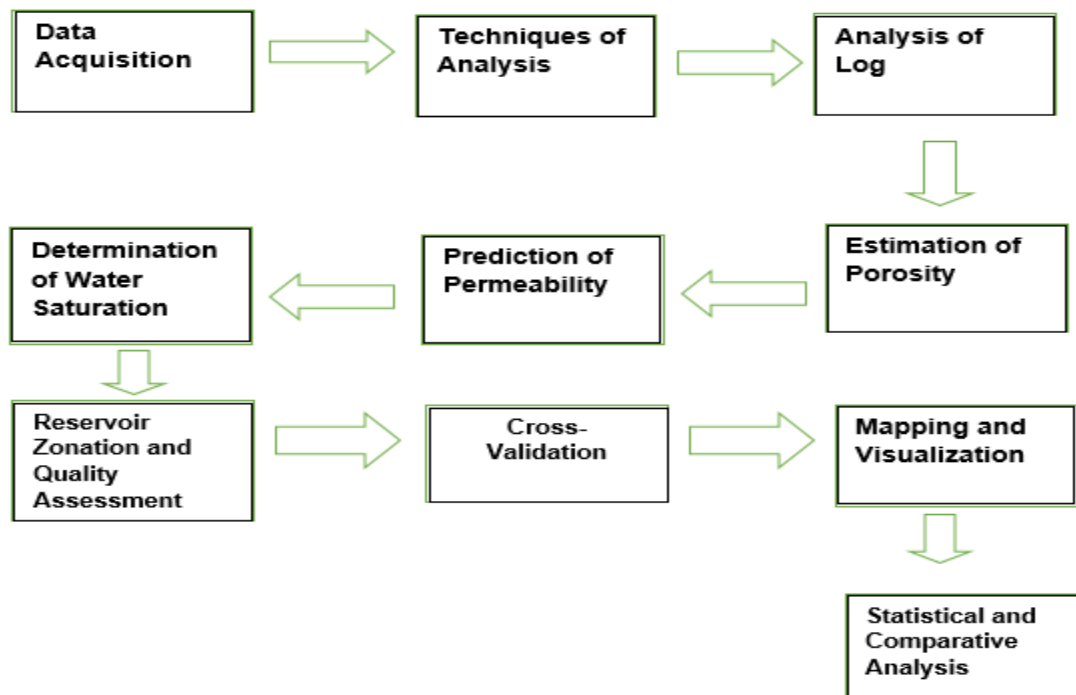 Data
Acquisition
Techniques of
Analysis
Analysis of
Log
Estimation of
Porosity
Prediction of
Permeability
Determination
of Water
Saturation
Reservoir
Zonation and
Quality
Assessment
Cross-
Validation
Mapping and
Visualization
Statistical and
Comparative
Analysis